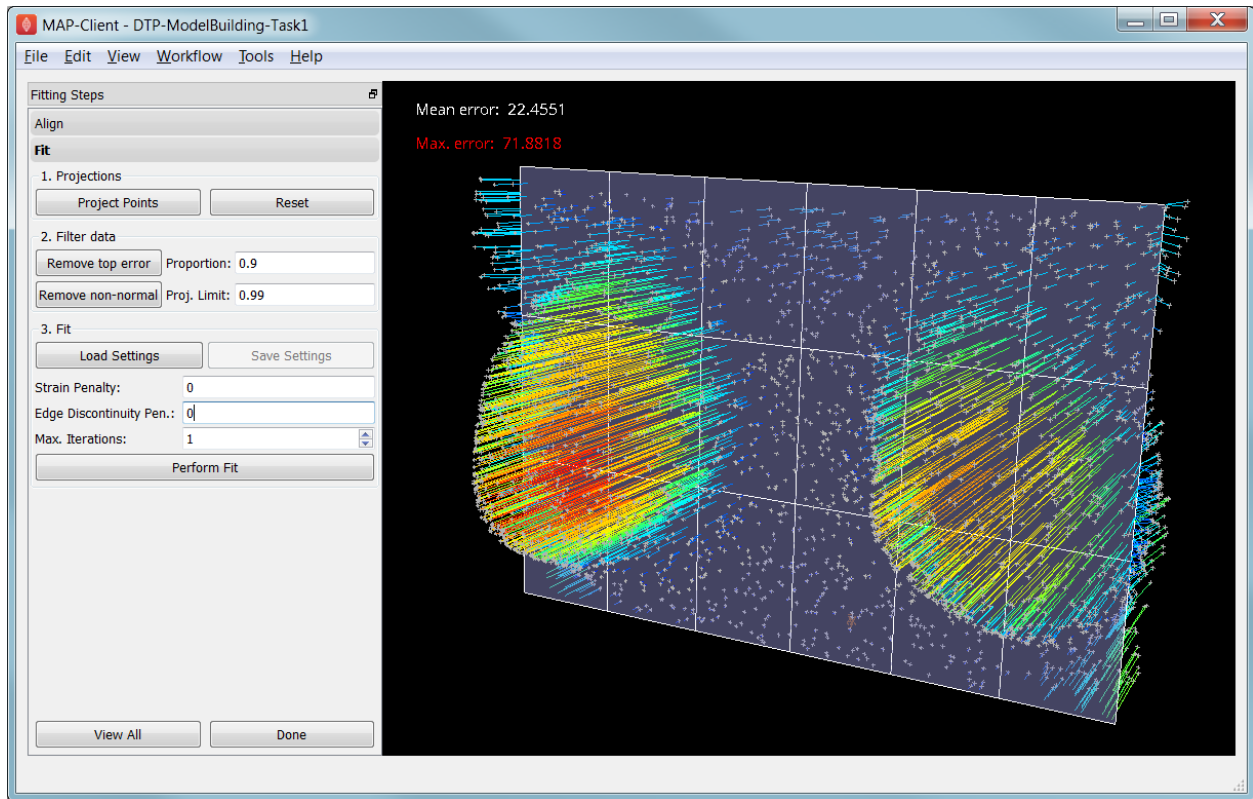 MAP-Client - DTP-ModelBuilding-Task1
File Edit View Workflow Tools Help
Fitting Steps
Align
Fit
1. Projections
Project Points Reset
2. Filter data
Remove top error Proportion: 0.9
Remove non-normal Proj. Limit: 0.99
3. Fit
Load Settings Save Settings
Strain Penalty: 0
Edge Discontinuity Pen.: 0
Max. Iterations: 1
Perform Fit
View All Done
Mean error: 22.4551
Max. error: 71.8818